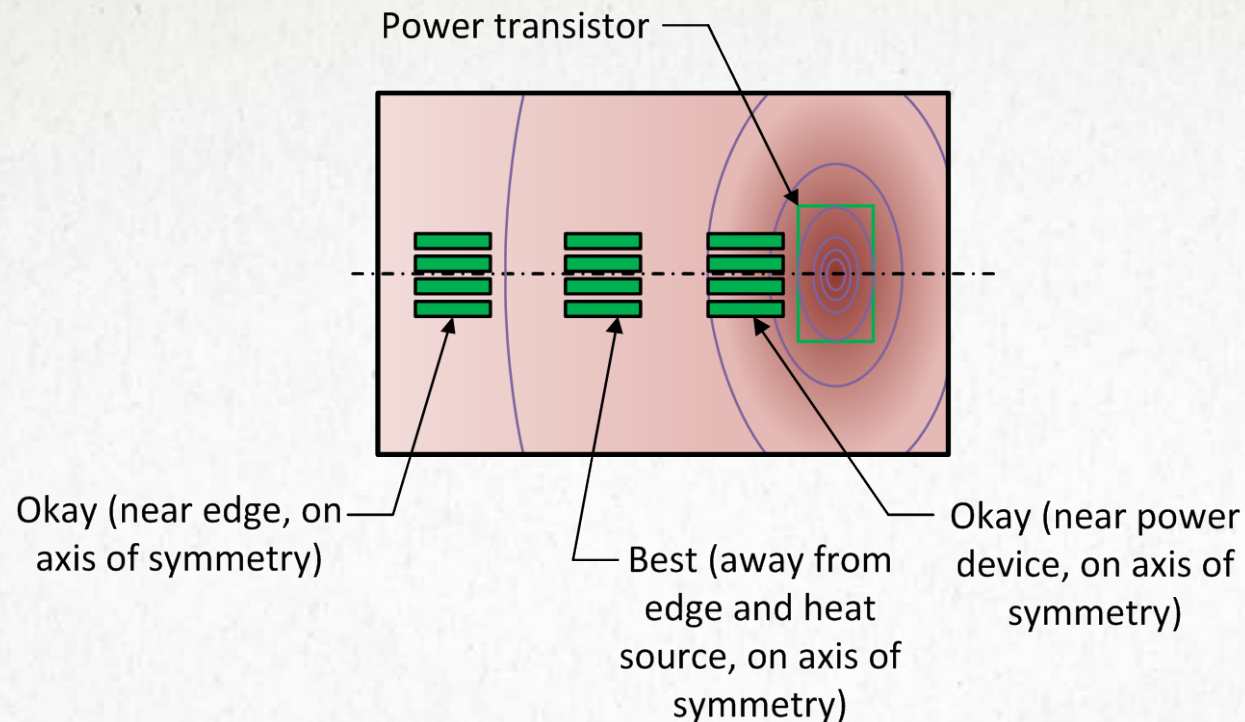 Power transistor
Okay (near edge, on
axis of symmetry)
Best (away from
edge and heat
source, on axis of
symmetry)
Okay (near power
device, on axis of
symmetry)